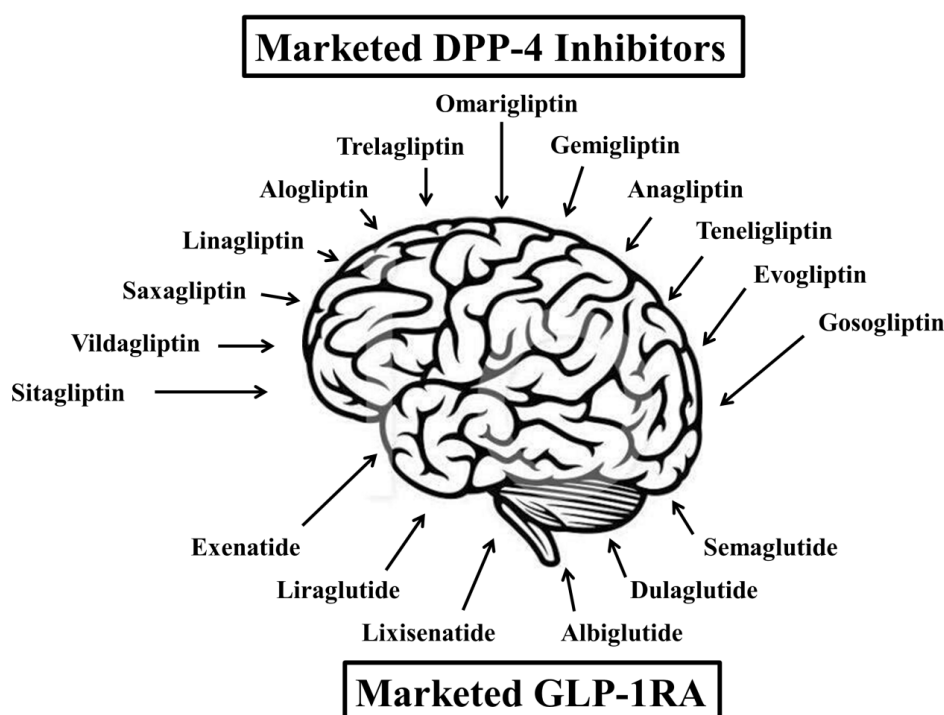 Marketed DPP-4 Inhibitors
Omarigliptin
Trelagliptin
Gemigliptin
Alogliptin
Anagliptin
Linagliptin
Teneligliptin
Saxagliptin
Evogliptin
Vildagliptin
Gosogliptin
Sitagliptin
Exenatide
Semaglutide
Liraglutide
Dulaglutide
Lixisenatide
Albiglutide
Marketed GLP-1RA